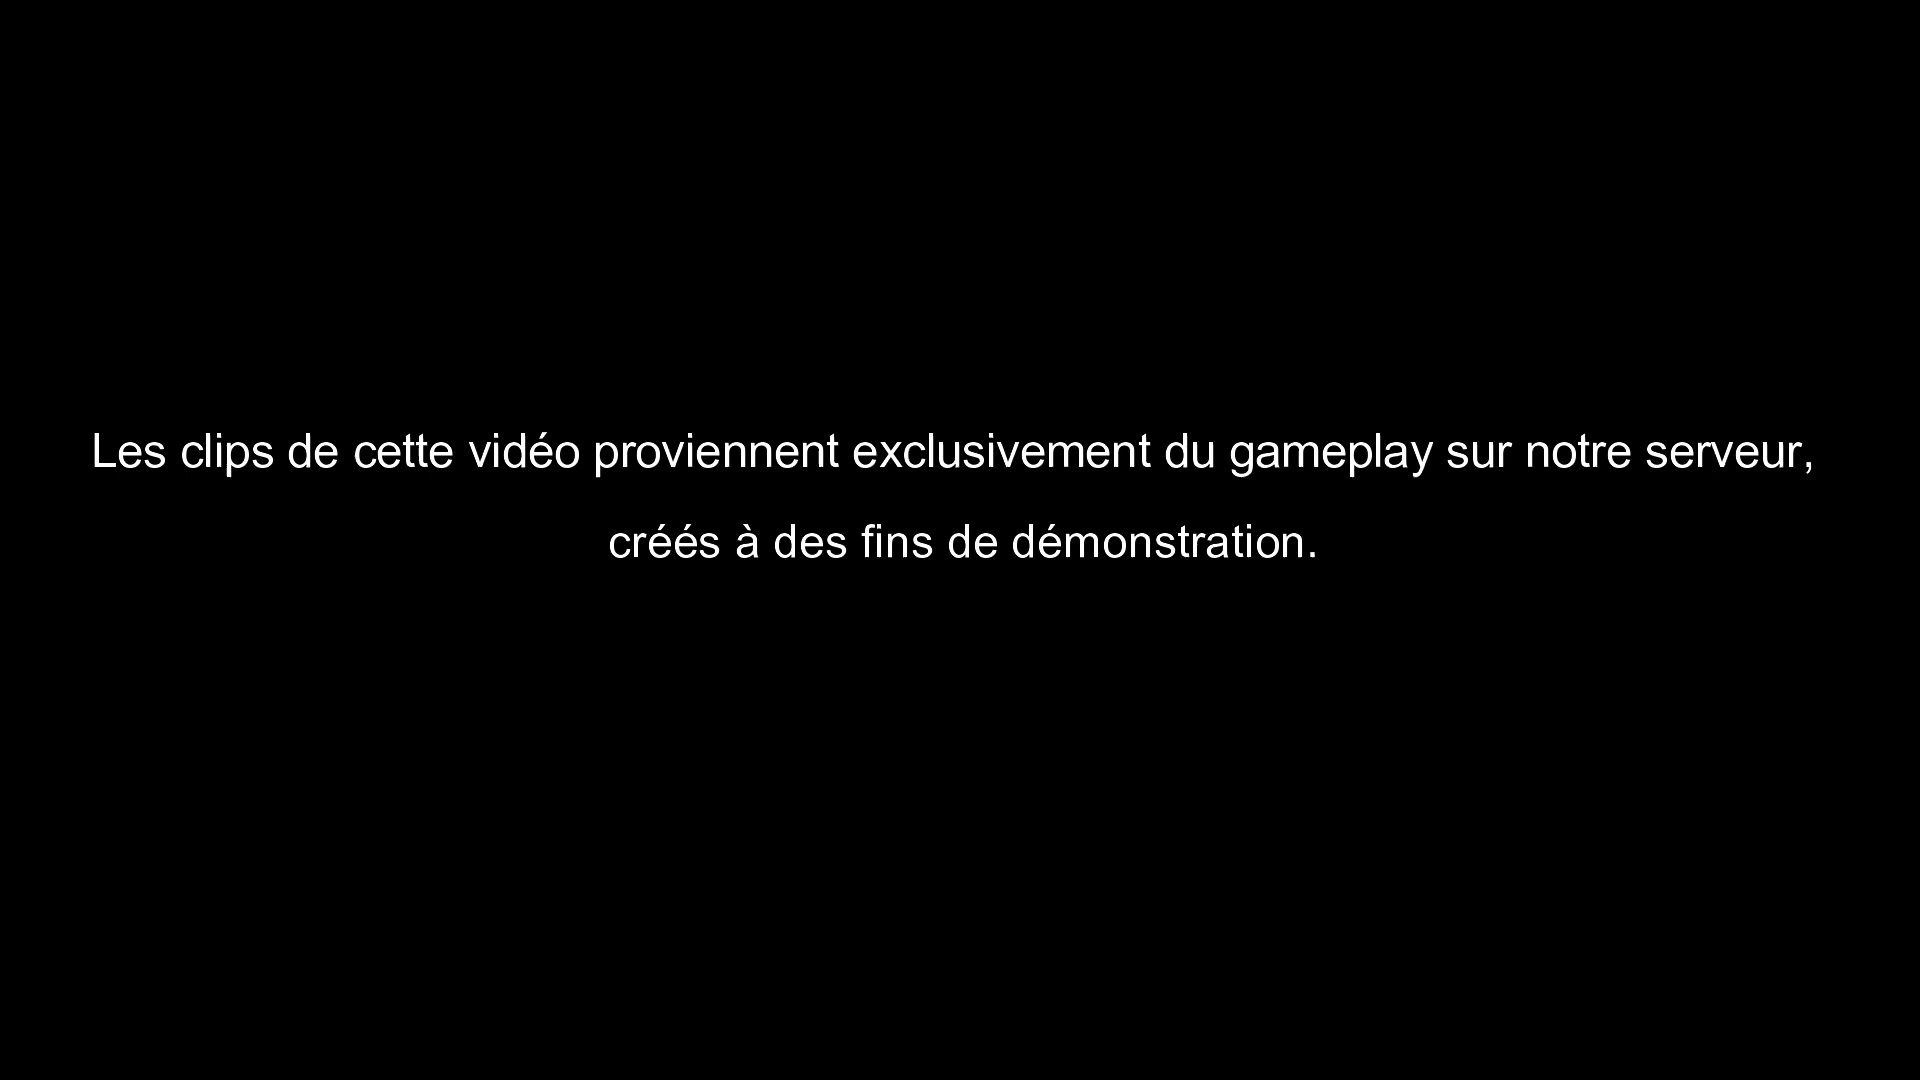 Les clips de cette vidéo proviennent exclusivement du gameplay sur notre serveur,
créés à des fins de démonstration.